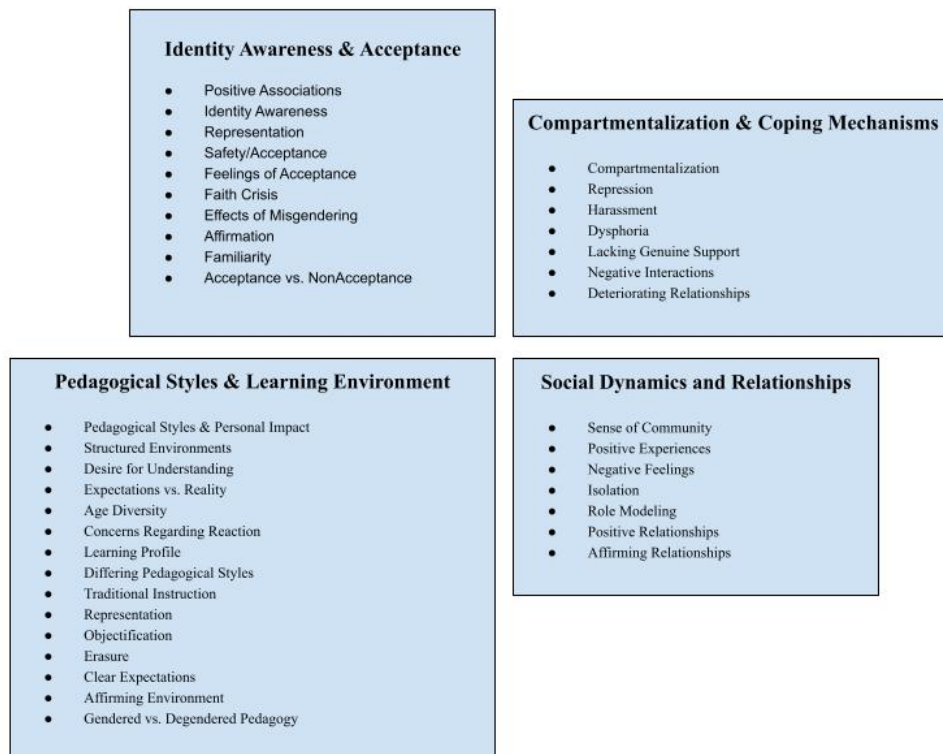 Identity Awareness & Acceptance
● Positive Associations
● Identity Awareness
● Representation
● Safety/Acceptance
● Feelings of Acceptance
● Faith Crisis
● Effects of Misgendering
● Affirmation
● Familiarity
● Acceptance vs. NonAcceptance
Compartmentalization & Coping Mechanisms
● Compartmentalization
● Repression
● Harassment
● Dysphoria
● Lacking Genuine Support
● Negative Interactions
● Deteriorating Relationships
Pedagogical Styles & Learning Environment
● Pedagogical Styles & Personal Impact
● Structured Environments
● Desire for Understanding
● Expectations vs. Reality
● Age Diversity
● Concerns Regarding Reaction
● Learning Profile
● Differing Pedagogical Styles
● Traditional Instruction
● Representation
● Objectification
● Erasure
● Clear Expectations
● Affirming Environment
● Gendered vs. Degendered Pedagogy
Social Dynamics and Relationships
● Sense of Community
● Positive Experiences
● Negative Feelings
● Isolation
● Role Modeling
● Positive Relationships
● Affirming Relationships